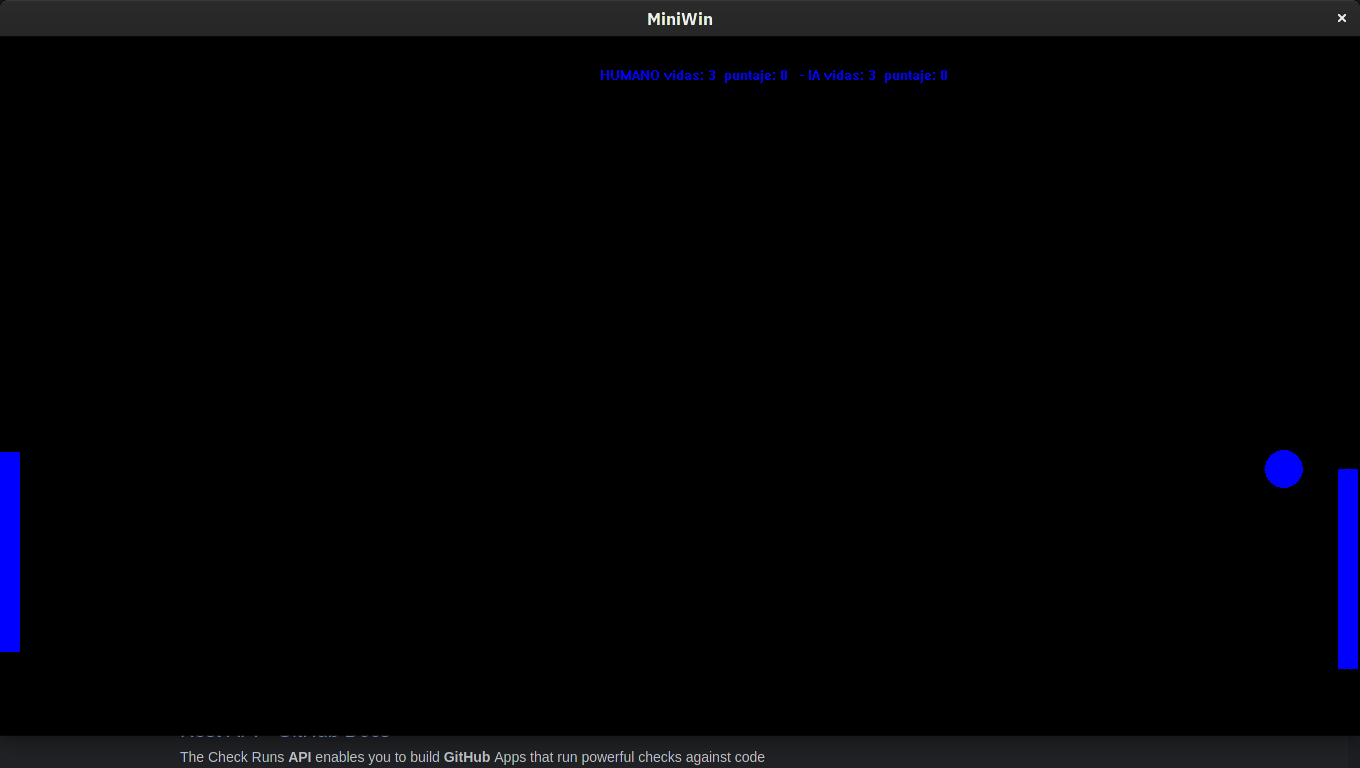 MiniWin
HUMANO vidas: 3 puntaje: 0 - IA vidas: 3 puntaje: 0
The Check Runs API enables you to build GitHub Apps that run powerful checks against code